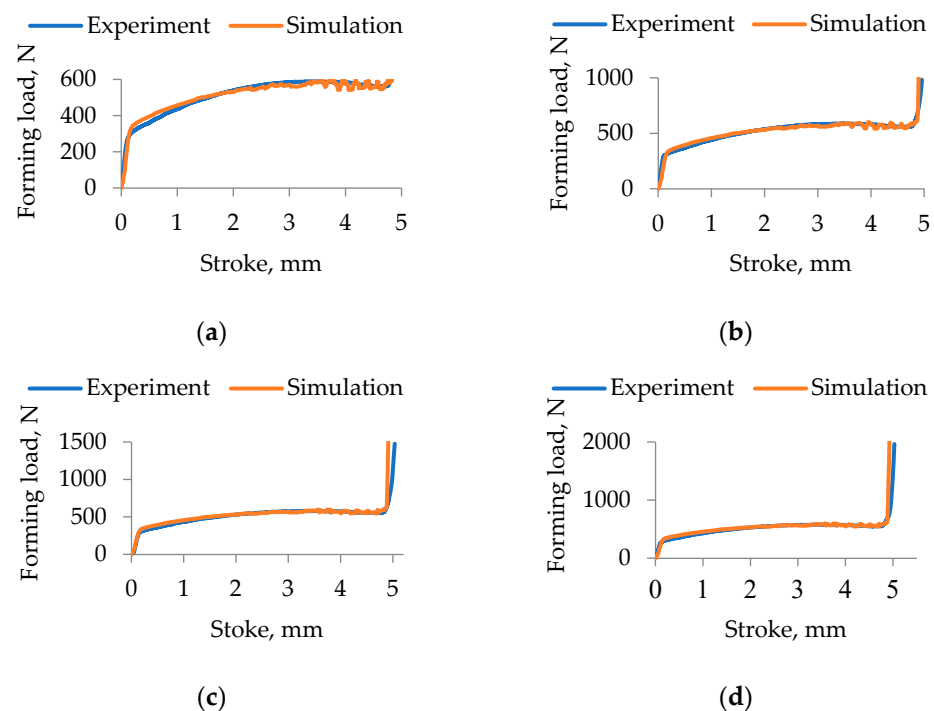 Experiment Simulation
Forming load, N
600
400
200
0
0 1 2 3 4 5
Stroke, mm
(a)
Experiment Simulation
Forming load, N
1000
500
0
0 1 2 3 4 5
Stroke, mm
(b)
Experiment Simulation
Forming load, N
1500
1000
500
0
0 1 2 3 4 5
Stoke, mm
(c)
Experiment Simulation
Forming load, N
2000
1000
0
0 1 2 3 4 5
Stroke, mm
(d)